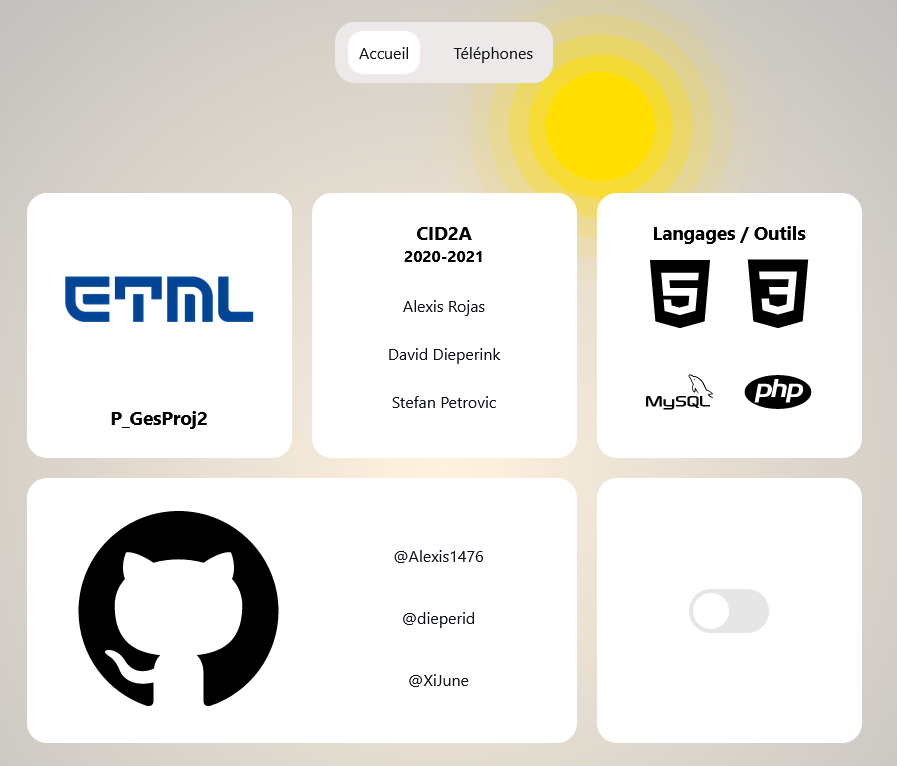 Accueil
Téléphones
ETML
P_GesProj2
CID2A
2020-2021
Alexis Rojas
David Dieperink
Stefan Petrovic
Langages / Outils
5
3
MySQL
php
@Alexis1476
@dieperid
@XiJune